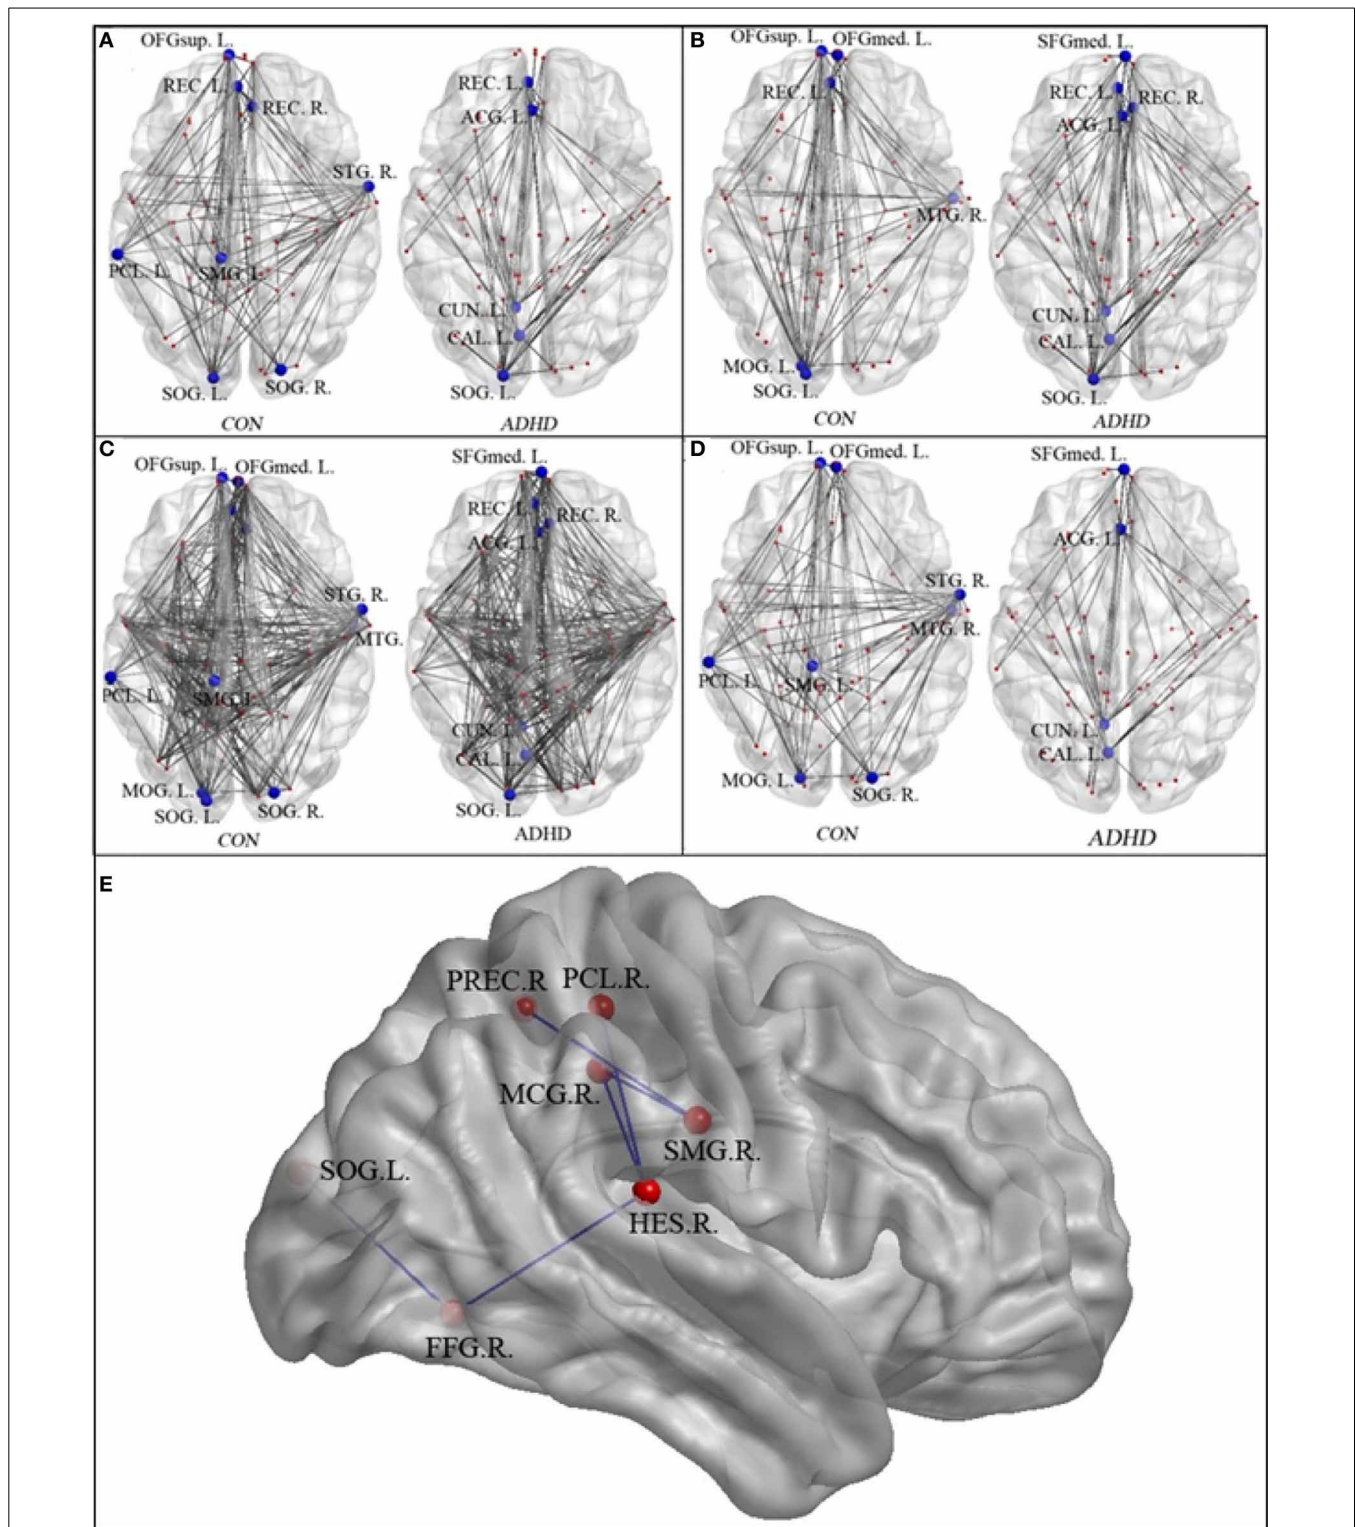 A
OFGsup. L.
REC. L.
REC. R.
STG. R.
PCL. L.
SMG. L.
SOG. L.
SOG. R.
CON
REC. L.
ACG. L.
CUN. L.
CAL. L.
SOG. L.
ADHD
B
OFGsup. L.
OFGmed. L.
REC. L.
MTG. R.
MOG. L.
SOG. L.
CON
SFGmed. L.
REC. L.
REC. R.
ACG. L.
CUN. L.
CAL. L.
SOG. L.
ADHD
C
OFGsup. L.
OFGmed. L.
STG. R.
MTG.
PCL. L.
SMG. L.
MOG. L.
SOG. L.
SOG. R.
CON
SFGmed. L.
REC. L.
REC. R.
ACG. L.
CUN. L.
CAL. L.
SOG. L.
ADHD
D
OFGsup. L.
OFGmed. L.
STG. R.
MTG. R.
PCL. L.
SMG. L.
MOG. L.
SOG. R.
CON
SFGmed. L.
ACG. L.
CUN. L.
CAL. L.
ADHD
E
PREC.R
PCL.R.
MCG.R.
SMG.R.
SOG.L.
HES.R.
FFG.R.